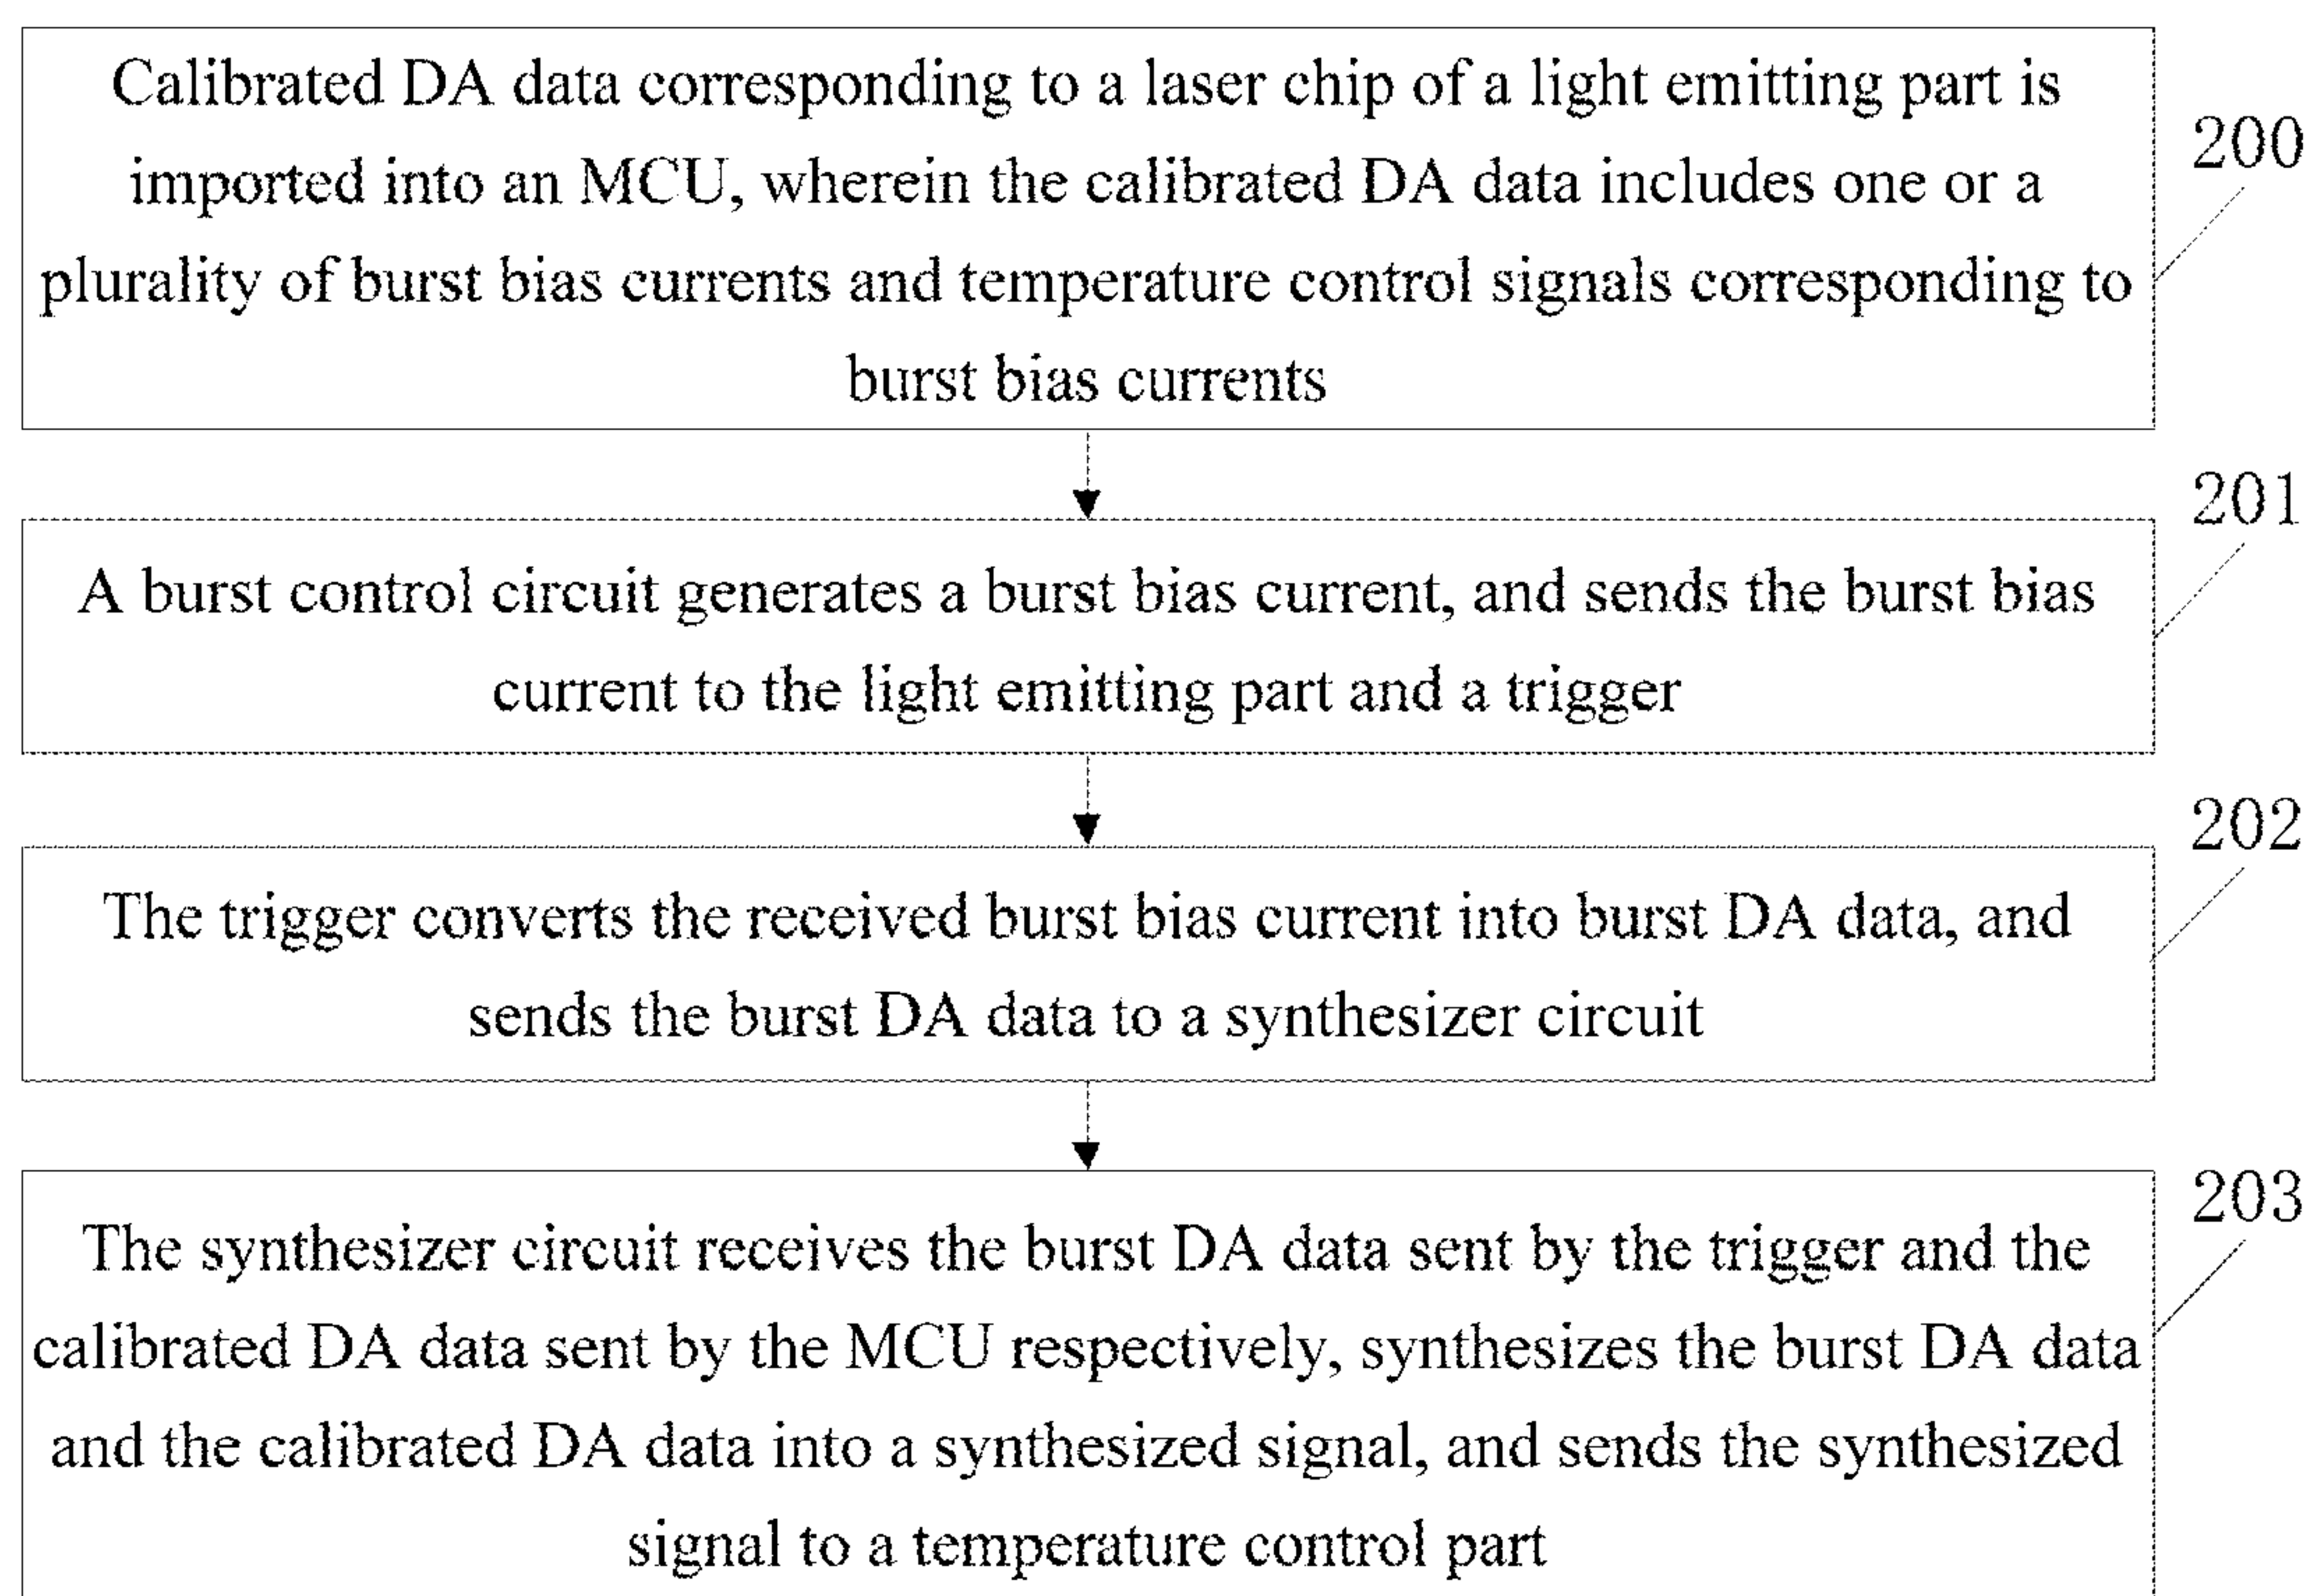 Calibrated DA data corresponding to a laser chip of a light emitting part is
imported into an MCU, wherein the calibrated DA data includes one or a
plurality of burst bias currents and temperature control signals corresponding to
burst bias currents
200
A burst control circuit generates a burst bias current, and sends the burst bias
current to the light emitting part and a trigger
201
The trigger converts the received burst bias current into burst DA data, and
sends the burst DA data to a synthesizer circuit
202
The synthesizer circuit receives the burst DA data sent by the trigger and the
calibrated DA data sent by the MCU respectively, synthesizes the burst DA data
and the calibrated DA data into a synthesized signal, and sends the synthesized
signal to a temperature control part
203